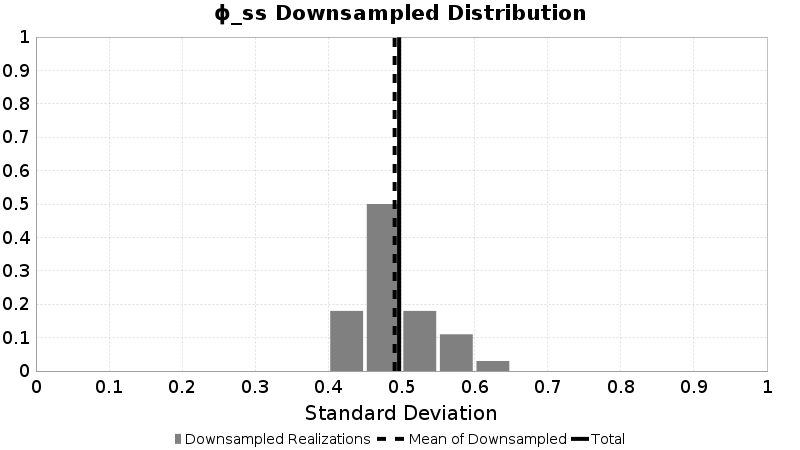 ϕ_ss Downsampled Distribution
1
0.9
0.8
0.7
0.6
0.5
0.4
0.3
0.2
0.1
0
0 0.1 0.2 0.3 0.4 0.5 0.6 0.7 0.8 0.9 1
Standard Deviation
Downsampled Realizations Mean of Downsampled Total